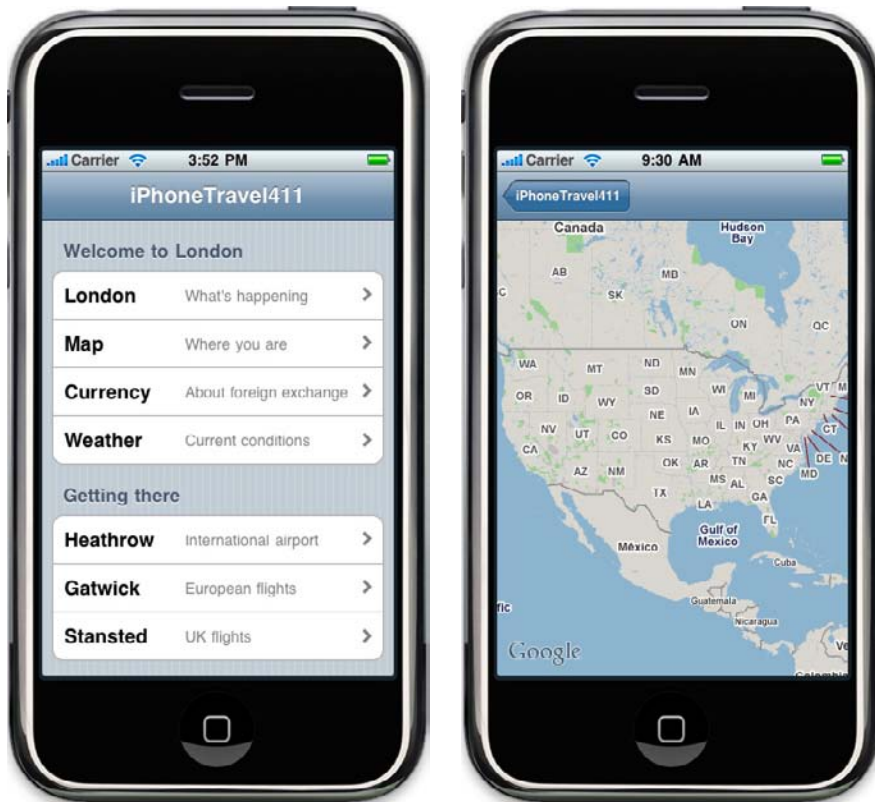 Carrier 3:52 PM
iPhoneTravel411
Welcome to London
London What's happening
Map Where you are
Currency About foreign exchange
Weather Current conditions
Getting there
Heathrow International airport
Gatwick European flights
Stansted UK flights
Carrier 9:30 AM
iPhoneTravel411
Canada
Hudson
Bay
AB
MB
C
SK
ON
QC
WA
MT
ND
MN
VT M
OR
ID
WY
SD
WI
MI
NY
NE
IA
PA
CT
NV
UT
CO
IL IN OH
CA
KS
MO
KY WV
VA
DE N
AZ
NM
OK
AR
TN
NC
MD
MS AL
SC
TX
LA
GA
FL
Gulf of
Mexico
México
Cuba
Guatemala
fic
Nicaragua
Google
Ve
Colombia